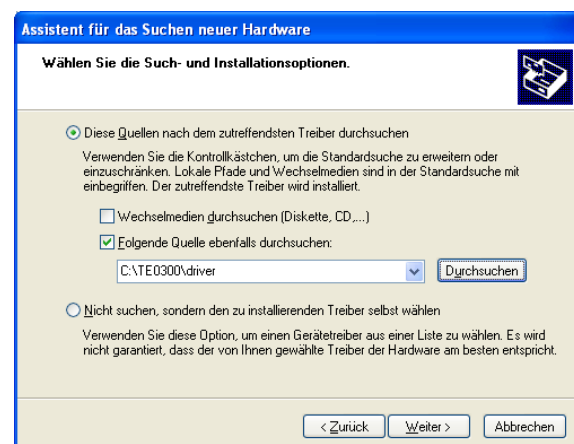 Assistent für das Suchen neuer Hardware
Wählen Sie die Such- und Installationsoptionen.
Diese Quellen nach dem zutreffendsten Treiber durchsuchen
Verwenden Sie die Kontrollkästchen, um die Standardsuche zu erweitern oder
einzuschränken. Lokale Pfade und Wechselmedien sind in der Standardsuche mit
einbegriffen. Der zutreffendste Treiber wird installiert.
Wechselmedien durchsuchen (Diskette, CD,...)
Folgende Quelle ebenfalls durchsuchen:
C:\TE0300\driver Durchsuchen
Nicht suchen, sondern den zu installierenden Treiber selbst wählen
Verwenden Sie diese Option, um einen Gerätetreiber aus einer Liste zu wählen. Es wird
nicht garantiert, dass der von Ihnen gewählte Treiber der Hardware am besten entspricht.
< Zurück Weiter > Abbrechen